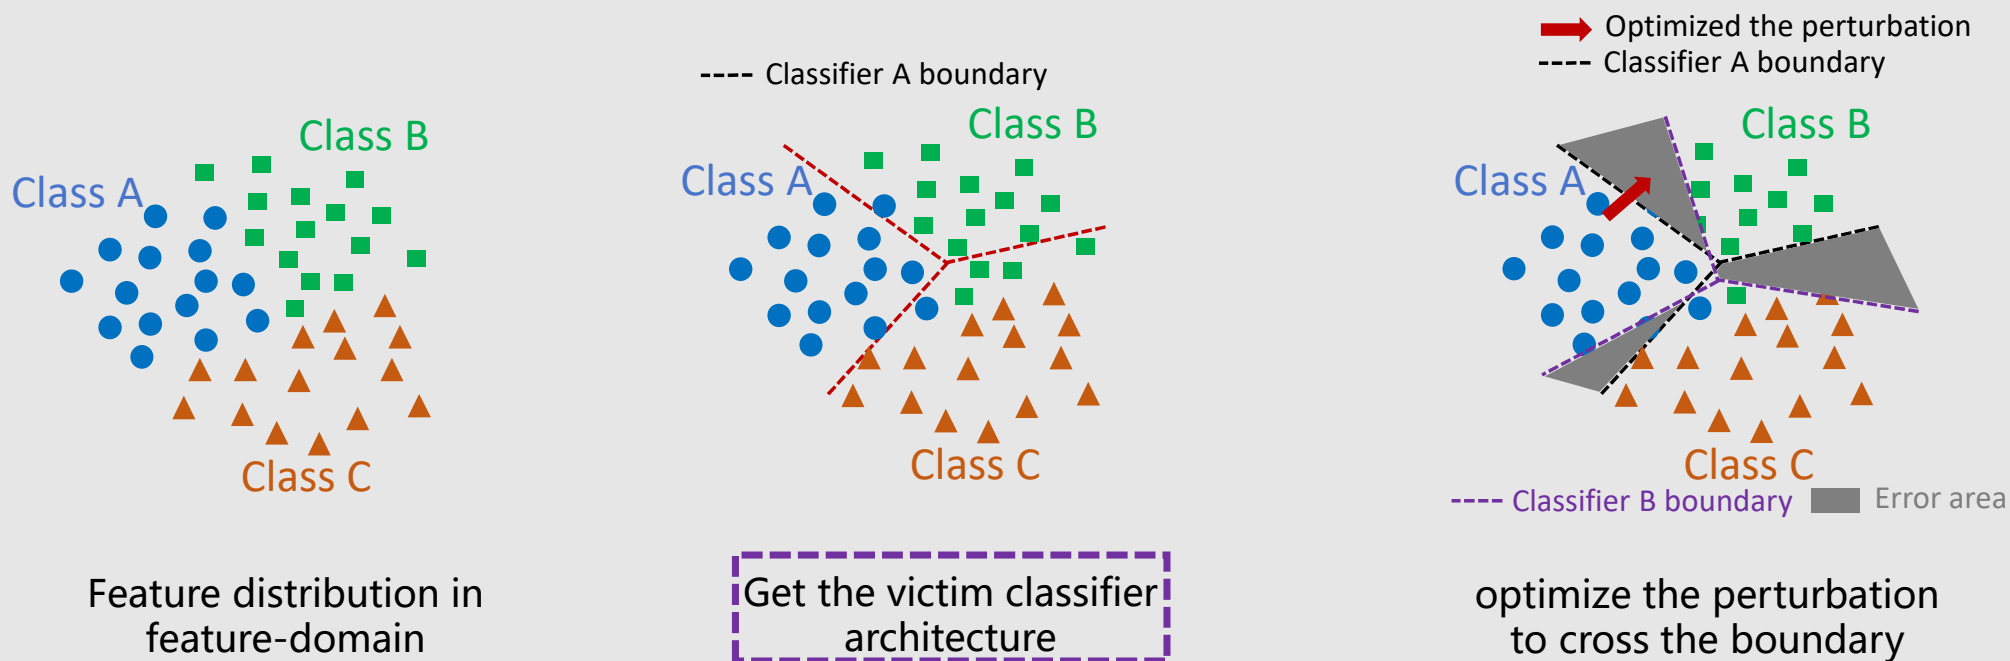 Class A
Class B
Class C
Feature distribution in
feature-domain
Classifier A boundary
Class A
Class B
Class C
Get the victim classifier
architecture
Optimized the perturbation
Classifier A boundary
Class A
Class B
Class C
Classifier B boundary
Error area
optimize the perturbation
to cross the boundary